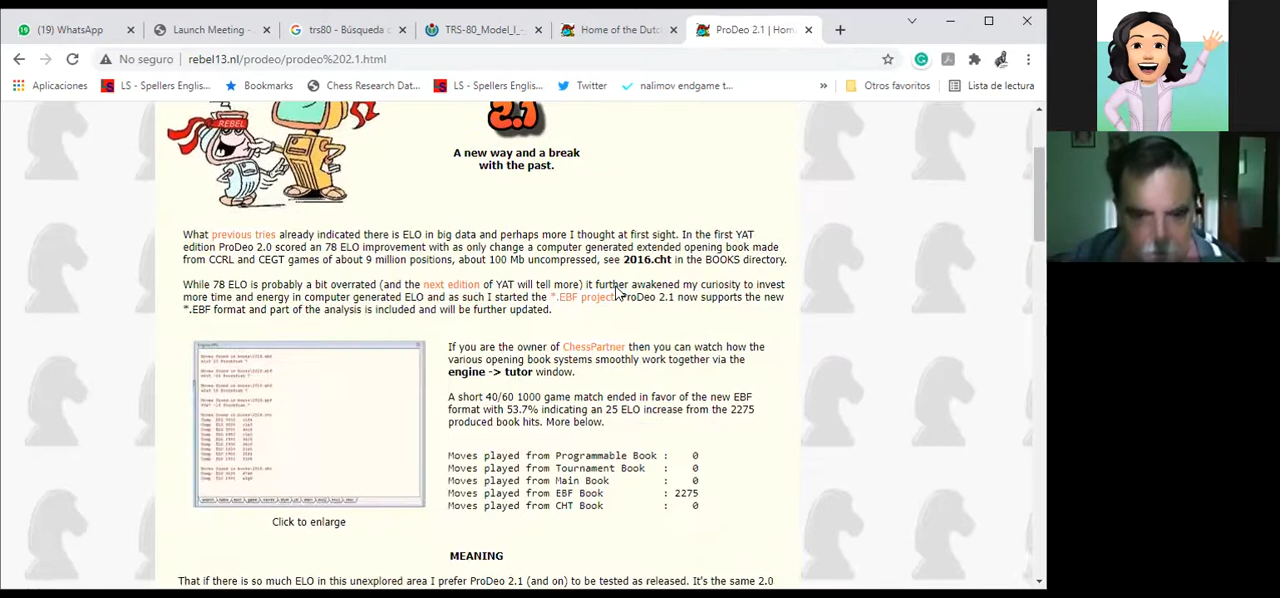 (19) WhatsApp
Launch Meeting -
trs80 - Búsqueda c
TRS-80_Model_I_-
Home of the Dutc
ProDeo 2.1 | Hom
No seguro
rebel13.nl/prodeo/prodeo%202.1.html
Aplicaciones
LS - Spellers Englis...
Bookmarks
Chess Research Dat...
LS - Spellers Englis...
Twitter
nalimov endgame t...
»
Otros favoritos
Lista de lectura
REBEL
2.1
A new way and a break
with the past.
What previous tries already indicated there is ELO in big data and perhaps more I thought at first sight. In the first YAT
edition ProDeo 2.0 scored an 78 ELO improvement with as only change a computer generated extended opening book made
from CCRL and CEGT games of about 9 million positions, about 100 Mb uncompressed, see 2016.cht in the BOOKS directory.
While 78 ELO is probably a bit overrated (and the next edition of YAT will tell more) it further awakened my curiosity to invest
more time and energy in computer generated ELO and as such I started the *.EBF project. ProDeo 2.1 now supports the new
*.EBF format and part of the analysis is included and will be further updated.
Click to enlarge
If you are the owner of ChessPartner then you can watch how the
various opening book systems smoothly work together via the
engine -> tutor window.
A short 40/60 1000 game match ended in favor of the new EBF
format with 53.7% indicating an 25 ELO increase from the 2275
produced book hits. More below.
Moves played from Programmable Book : 0
Moves played from Tournament Book : 0
Moves played from Main Book : 0
Moves played from EBF Book : 2275
Moves played from CHT Book : 0
MEANING
That if there is so much ELO in this unexplored area I prefer ProDeo 2.1 (and on) to be tested as released. It's the same 2.0